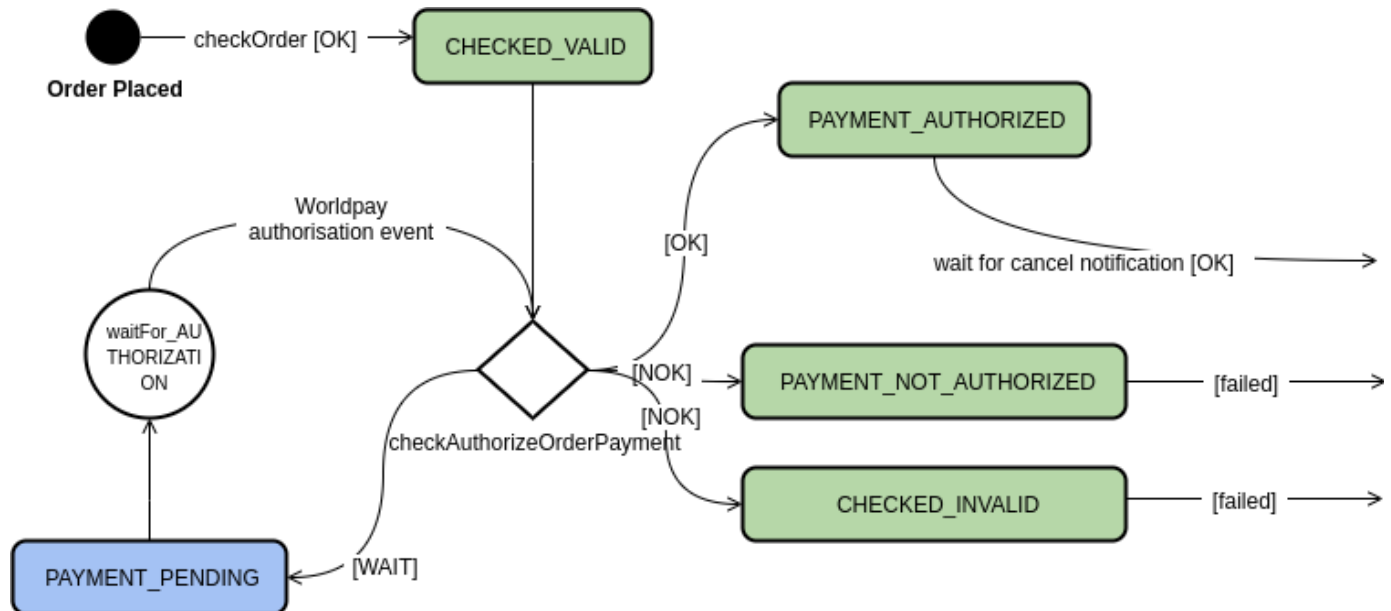 checkOrder [OK]
CHECKED_VALID
Order Placed
PAYMENT_AUTHORIZED
Worldpay
authorisation event
[OK]
wait for cancel notification [OK]
waitFor_AU
THORIZATI
ON
[NOK]
PAYMENT_NOT_AUTHORIZED
[failed]
[NOK]
checkAuthorizeOrderPayment
CHECKED_INVALID
[failed]
[WAIT]
PAYMENT_PENDING